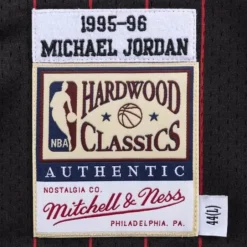 1995-96
MICHAEL JORDAN
HARDWOOD
NBA
CLASSICS
AUTHENTIC
NOSTALGIA CO.
Mitchell & Ness
PHILADELPHIA, PA.
44(L)